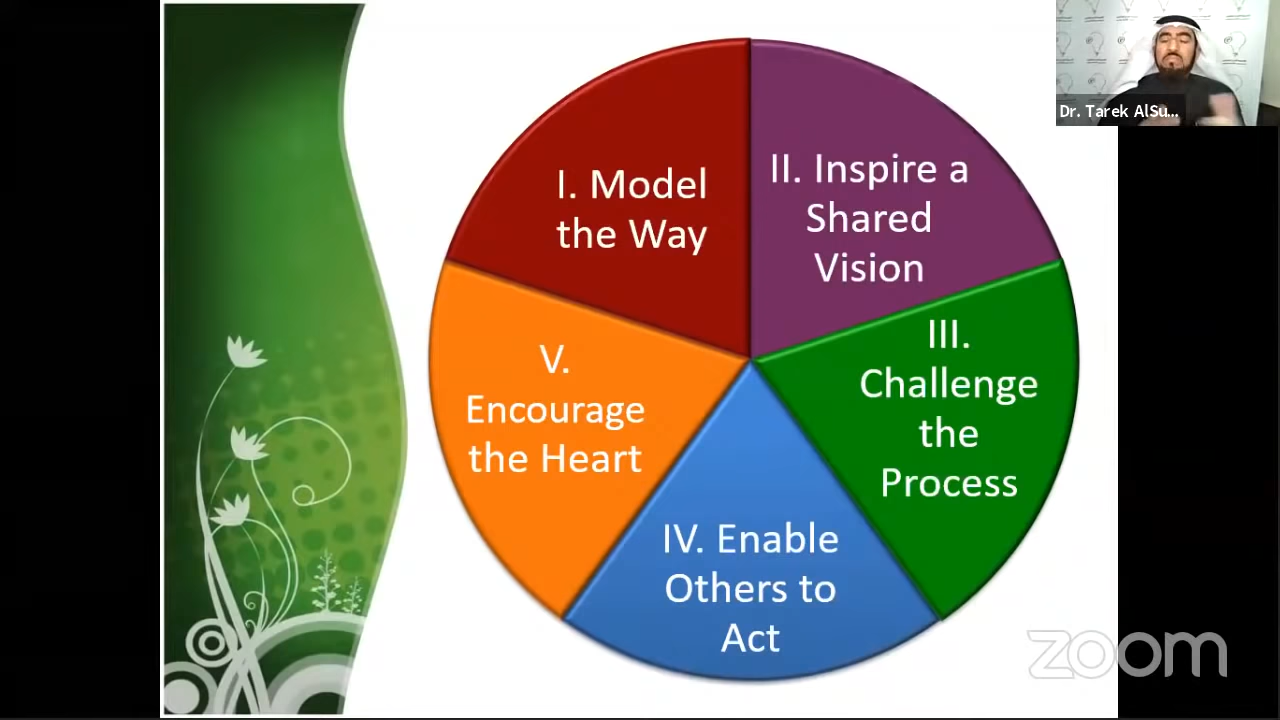 Dr. Tarek AlSu...
I. Model
the Way
II. Inspire a
Shared
Vision
III.
Challenge
the
Process
IV. Enable
Others to
Act
V.
Encourage
the Heart
zoom